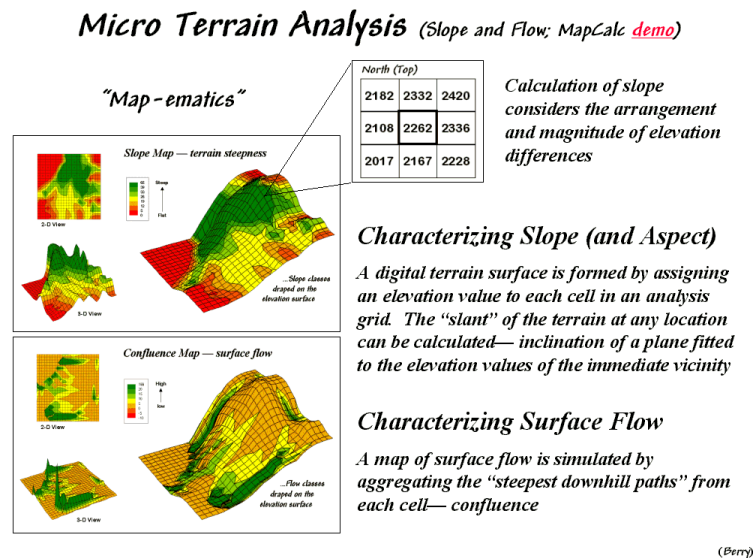 Micro Terrain Analysis (Slope and Flow; MapCalc demo)
"Map-ematics"
North (Top)
2182 2332 2420
2108 2262 2336
2017 2167 2228
Calculation of slope
considers the arrangement
and magnitude of elevation
differences
Slope Map — terrain steepness
Steep
Flat
2-D View
3-D View
...Slope classes
draped on the
elevation surface
Characterizing Slope (and Aspect)
A digital terrain surface is formed by assigning
an elevation value to each cell in an analysis
grid. The "slant" of the terrain at any location
can be calculated— inclination of a plane fitted
to the elevation values of the immediate vicinity
Confluence Map — surface flow
High
low
2-D View
3-D View
...Flow classes
draped on the
elevation surface
Characterizing Surface Flow
A map of surface flow is simulated by
aggregating the "steepest downhill paths" from
each cell— confluence
(Berry)